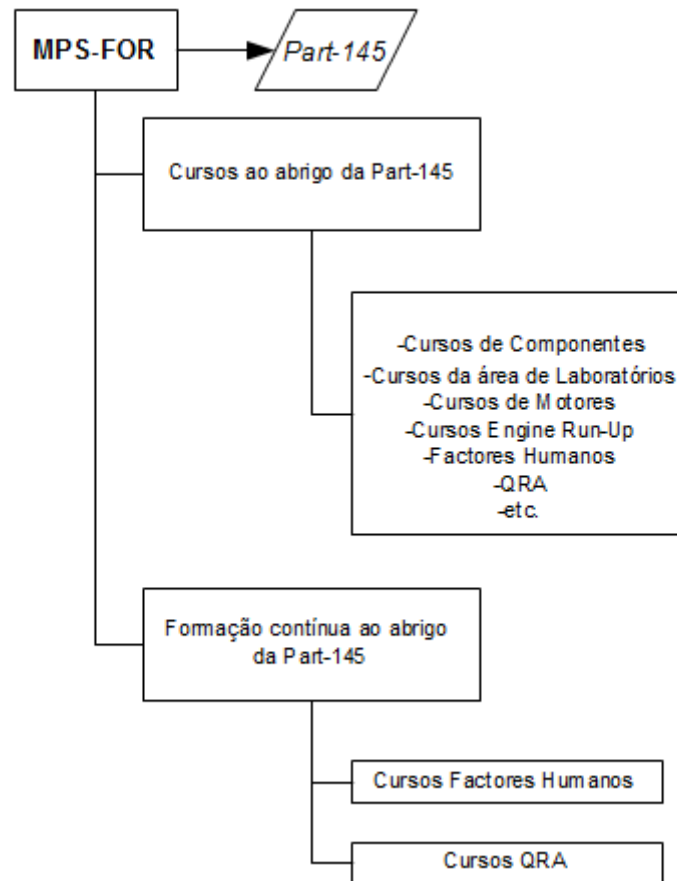 MPS-FOR
Part-145
Cursos ao abrigo da Part-145
-Cursos de Componentes
-Cursos da área de Laboratórios
-Cursos de Motores
-Cursos Engine Run-Up
-Factores Humanos
-QRA
-etc.
Formação contínua ao abrigo
da Part-145
Cursos Factores Humanos
Cursos QRA